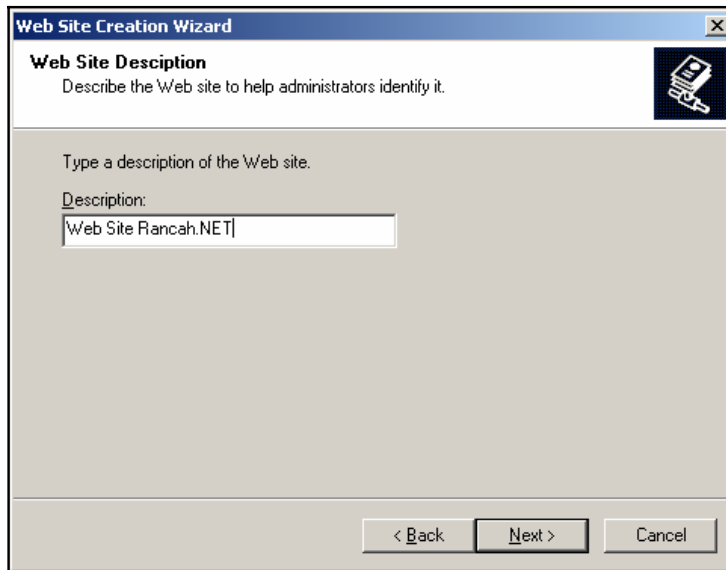 Web Site Creation Wizard
Web Site Desciption
Describe the Web site to help administrators identify it.
Type a description of the Web site.
Description:
Web Site Rancah.NET
< Back Next > Cancel